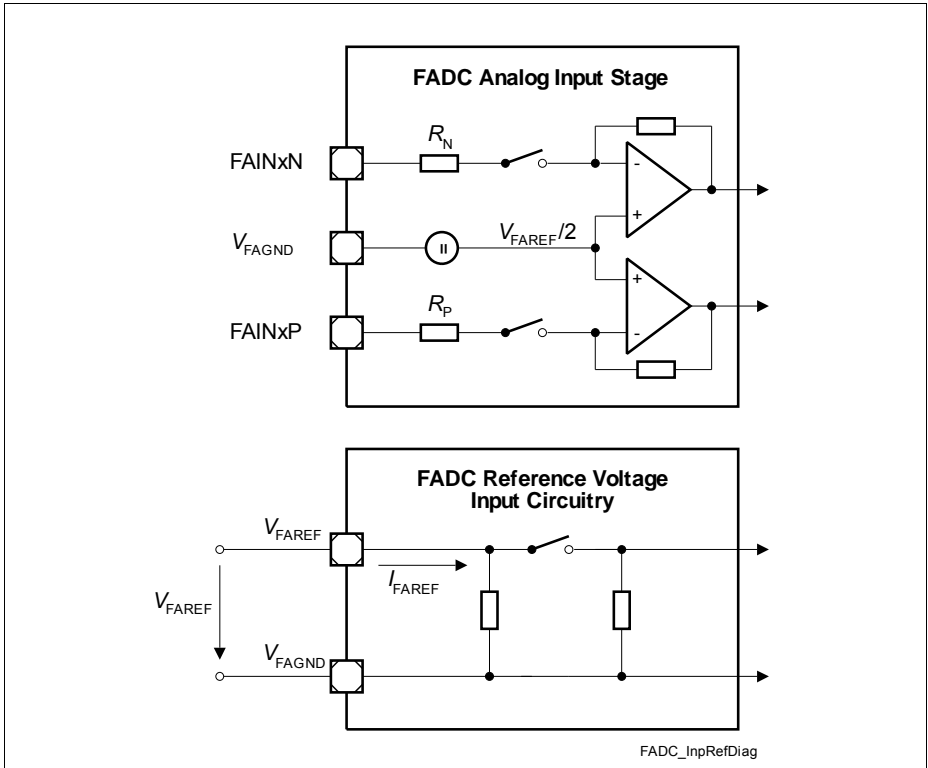 FADC Analog Input Stage
FAINxN
R_N
-
+
V_FAGND
=
V_FAREF/2
+
-
FAINxP
R_P
FADC Reference Voltage
Input Circuitry
V_FAREF
I_FAREF
V_FAREF
V_FAGND
FADC_InpRefDiag